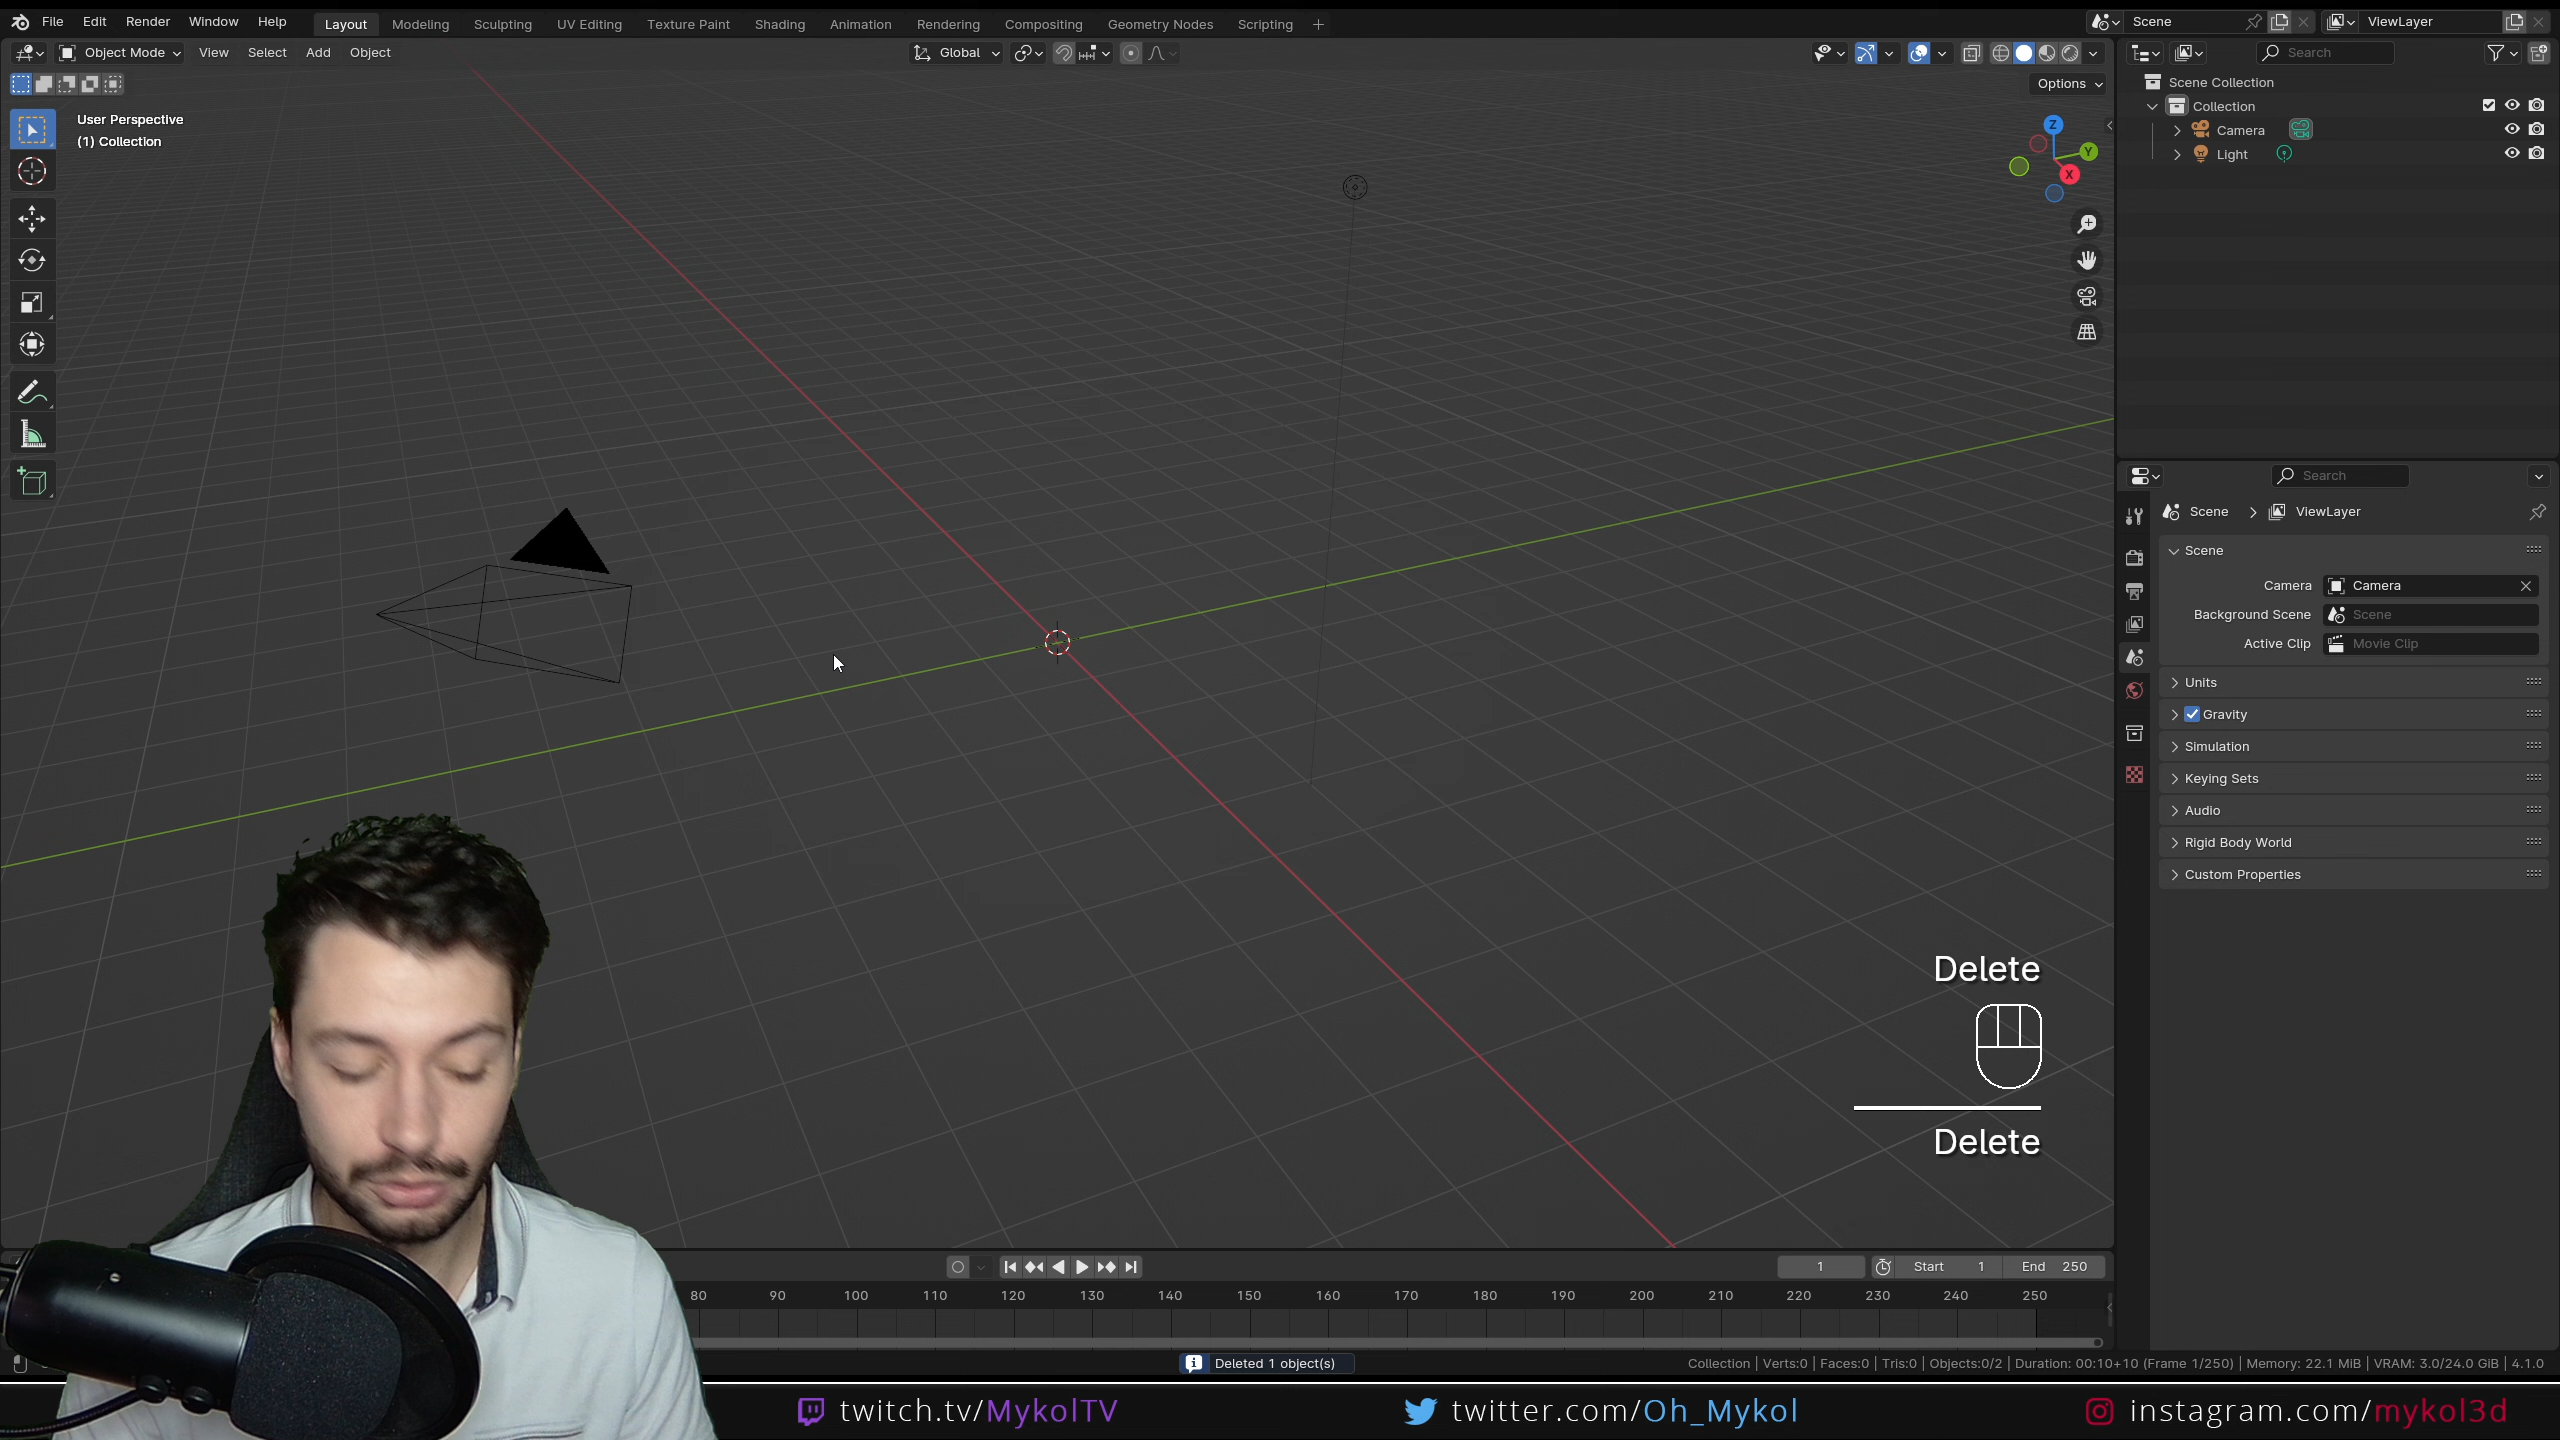 File Edit Render Window Help Layout Modeling Sculpting UV Editing Texture Paint Shading Animation Rendering Compositing Geometry Nodes Scripting + Scene ViewLayer
Object Mode View Select Add Object Global Search
Options
User Perspective
(1) Collection
Z
Y
X
Scene Collection
Collection
Camera
Light
Search
Scene > ViewLayer
Scene
Camera Camera
Background Scene Scene
Active Clip Movie Clip
Units
Gravity
Simulation
Keying Sets
Audio
Rigid Body World
Custom Properties
Delete
Delete
1 Start 1 End 250
80 90 100 110 120 130 140 150 160 170 180 190 200 210 220 230 240 250
Deleted 1 object(s)
Collection | Verts:0 | Faces:0 | Tris:0 | Objects:0/2 | Duration: 00:10+10 (Frame 1/250) | Memory: 22.1 MiB | VRAM: 3.0/24.0 GiB | 4.1.0
twitch.tv/MykolTV twitter.com/Oh_Mykol instagram.com/mykol3d